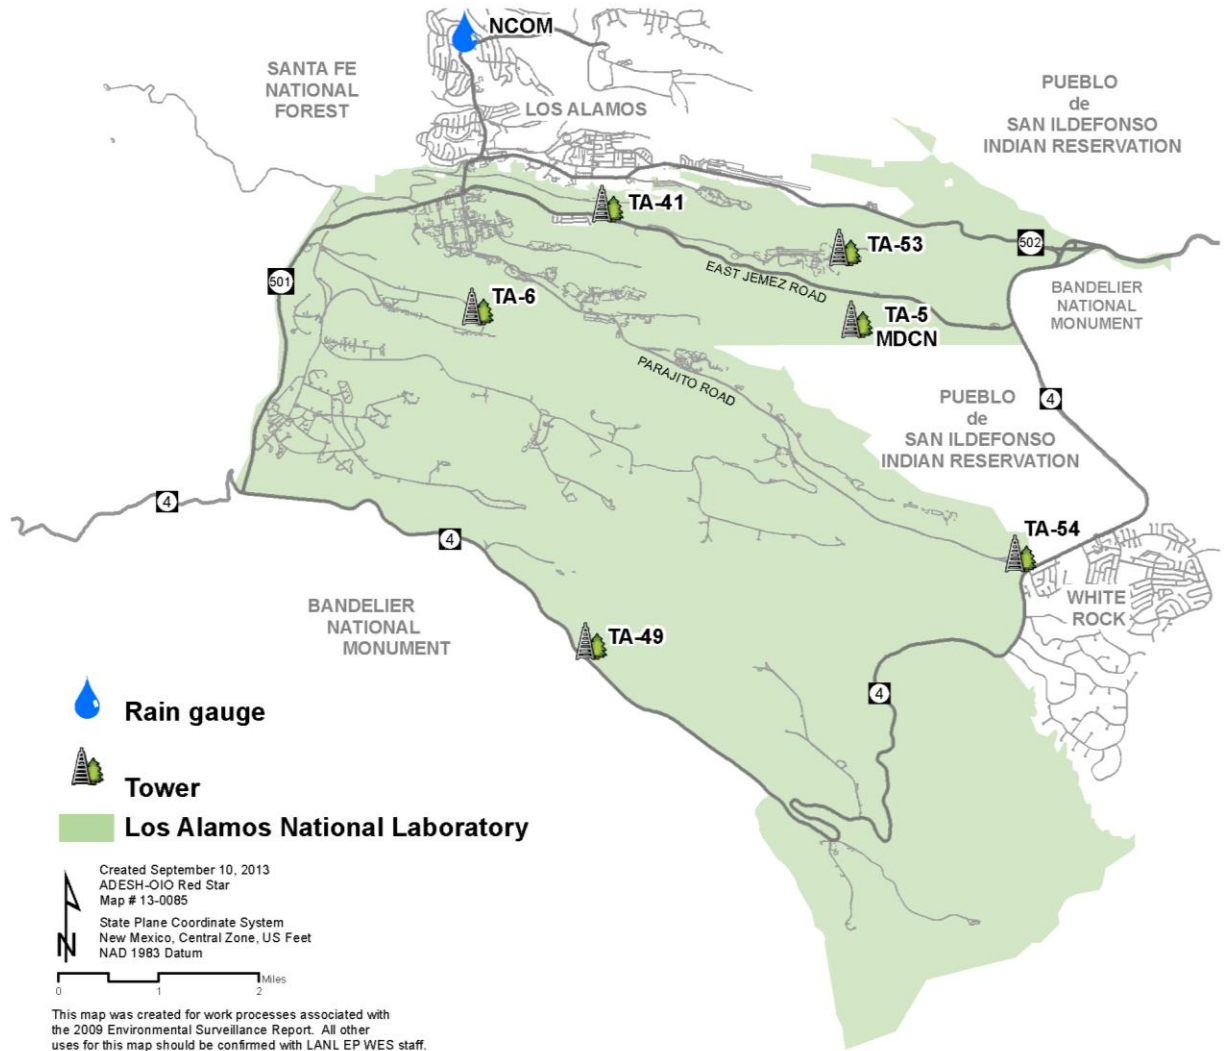 NCOM
SANTA FE
NATIONAL
FOREST
LOS ALAMOS
PUEBLO
de
SAN ILDEFONSO
INDIAN RESERVATION
TA-41
TA-53
502
EAST JEMEZ ROAD
501
TA-6
TA-5
MDCN
BANDELIER
NATIONAL
MONUMENT
PARAJITO ROAD
4
PUEBLO
de
SAN ILDEFONSO
INDIAN RESERVATION
4
4
TA-54
WHITE
ROCK
BANDELIER
NATIONAL
MONUMENT
TA-49
4
Rain gauge
Tower
Los Alamos National Laboratory
Created September 10, 2013
ADESH-OIO Red Star
Map # 13-0085
State Plane Coordinate System
New Mexico, Central Zone, US Feet
NAD 1983 Datum
N
Miles
0 1 2
This map was created for work processes associated with
the 2009 Environmental Surveillance Report. All other
uses for this map should be confirmed with LANL EP WES staff.